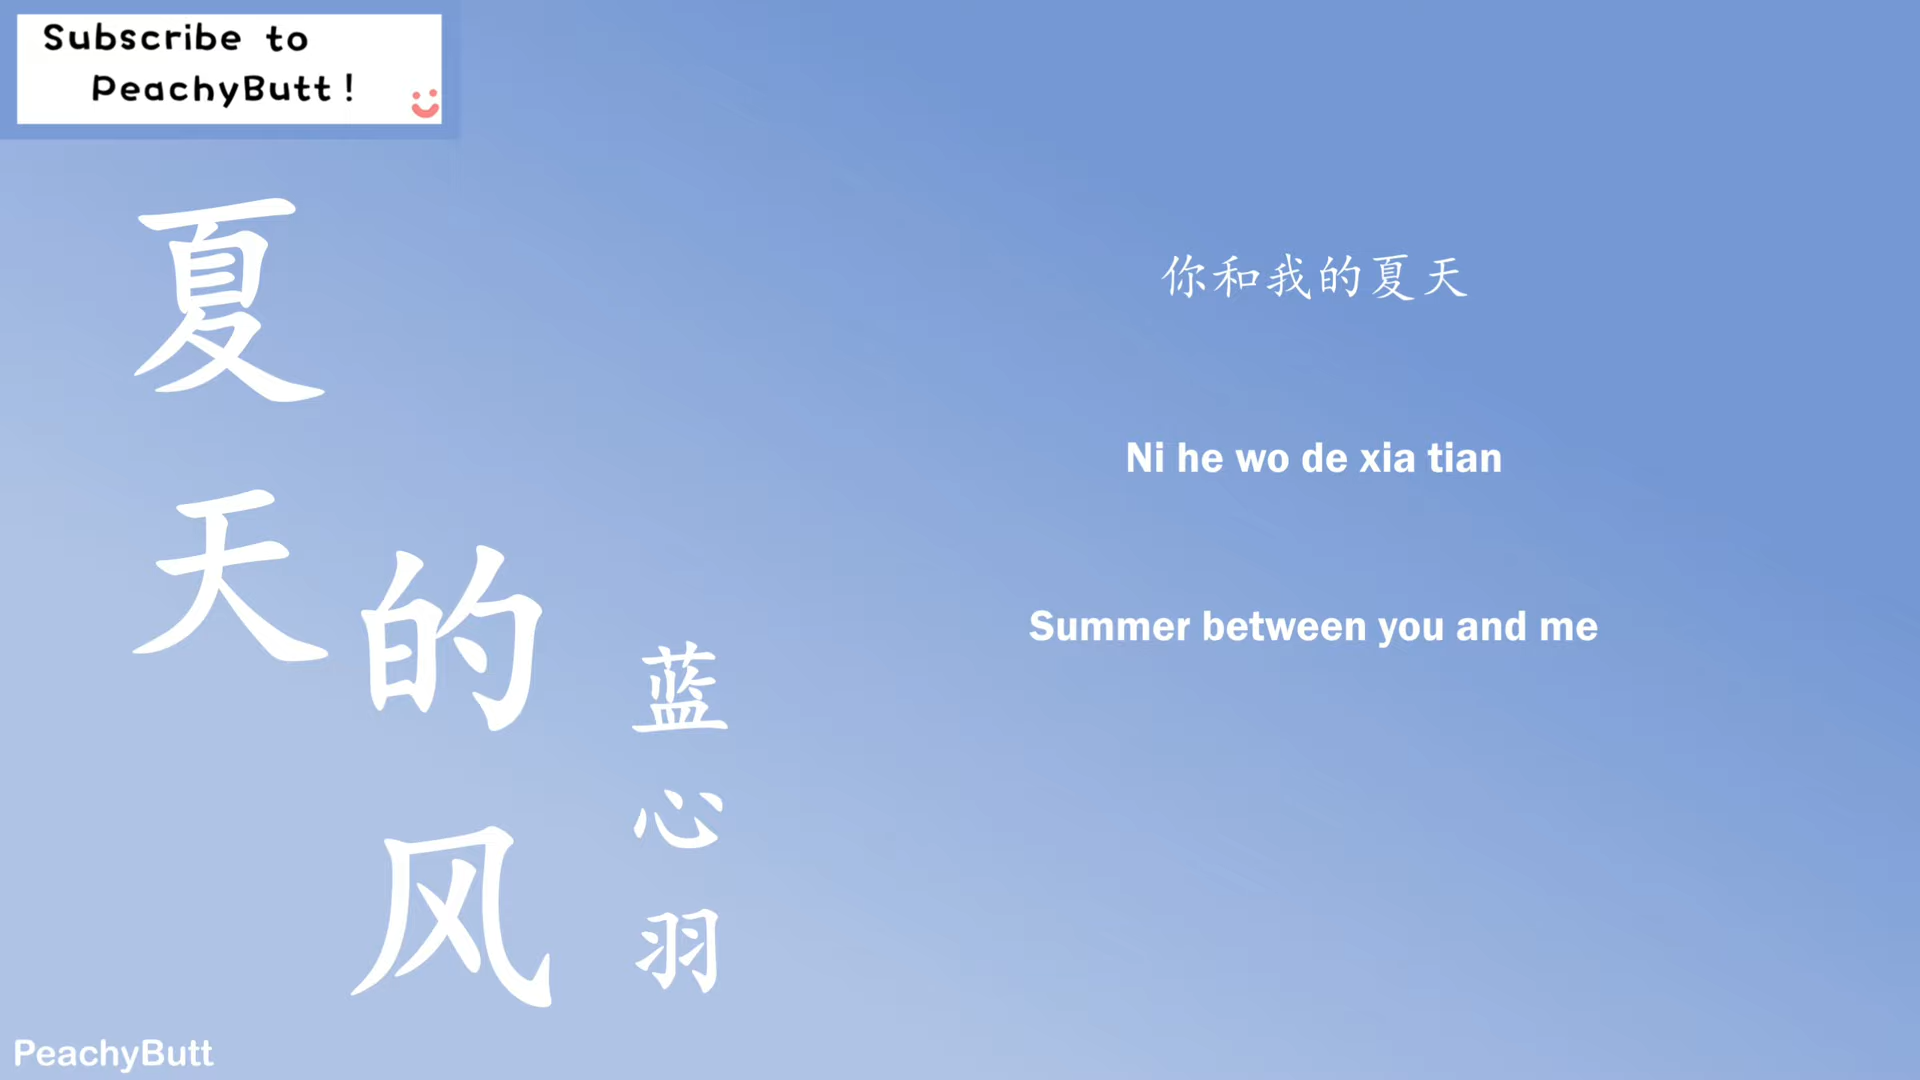 Subscribe to
PeachyButt!
夏天
的风
蓝心羽
你和我的夏天
Ni he wo de xia tian
Summer between you and me
PeachyButt